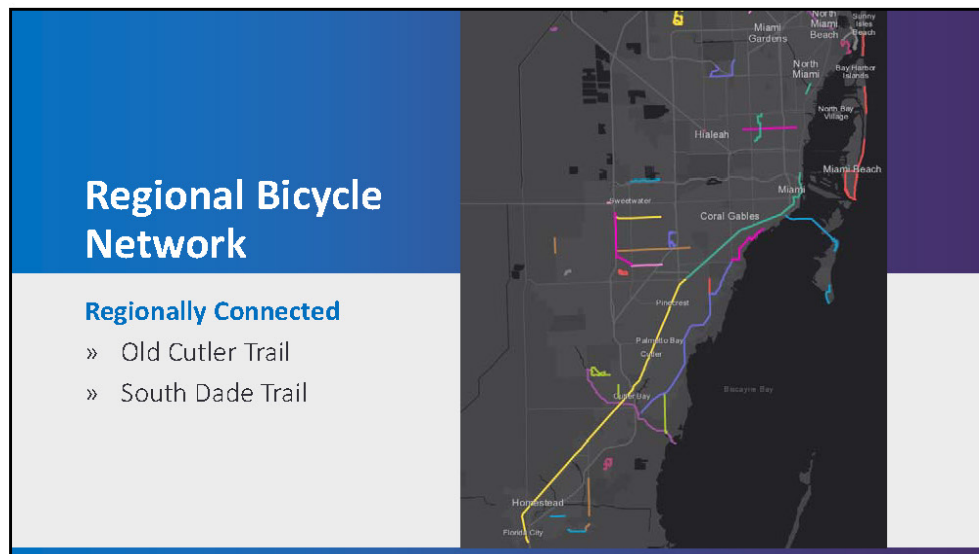 Regional Bicycle
Network
Regionally Connected
» Old Cutler Trail
» South Dade Trail
Miami
Gardens
North
Miami
Beach
Sunny
Isles
Beach
North
Miami
Bay Harbor
Islands
North Bay
Village
Hialeah
Miami Beach
Miami
Sweetwater
Coral Gables
Pinecrest
Palmetto Bay
Cutler
Biscayne Bay
Cutler Bay
Homestead
Florida City